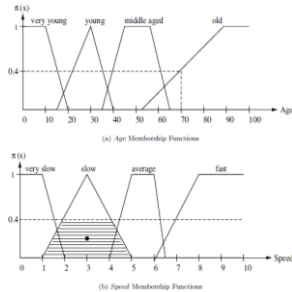 π(x)
very young young middle aged old
1
0.4
0 10 20 30 40 50 60 70 80 90 100 Age
(a) Age Membership Functions
π(x)
very slow slow average fast
1
0.4
0 1 2 3 4 5 6 7 8 9 10 Speed
(b) Speed Membership Functions